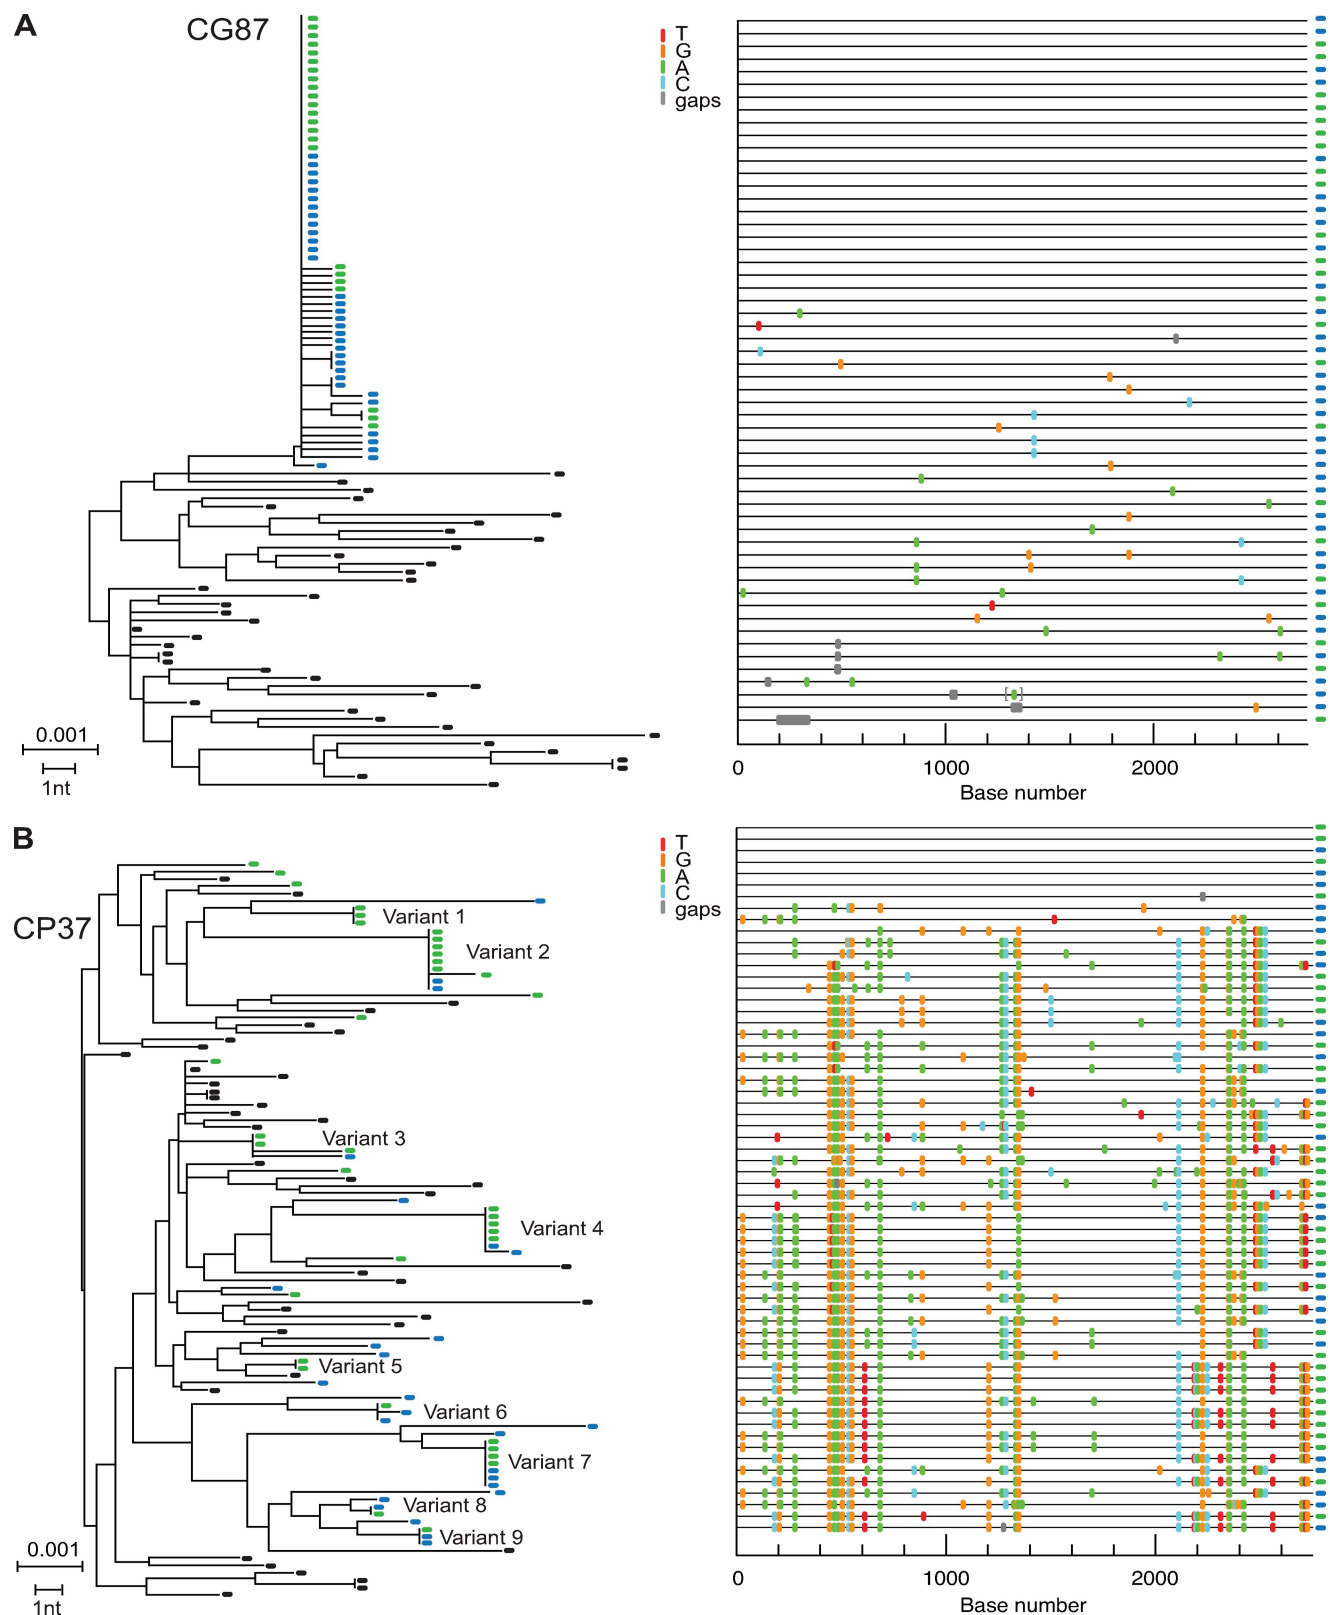 A
CG87
T
G
A
C
gaps
0.001
1nt
0 1000 2000
Base number
B
CP37
T
G
A
C
gaps
Variant 1
Variant 2
Variant 3
Variant 4
Variant 5
Variant 6
Variant 7
Variant 8
Variant 9
0.001
1nt
0 1000 2000
Base number